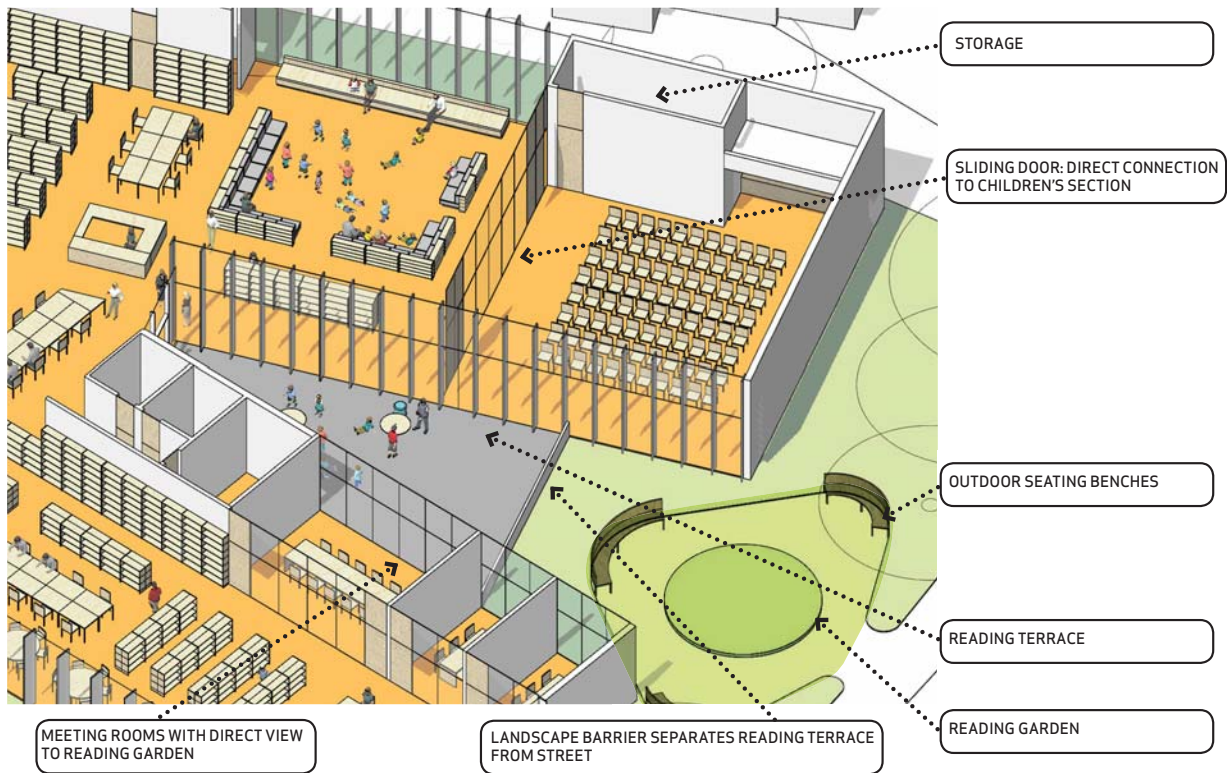 STORAGE
SLIDING DOOR: DIRECT CONNECTION
TO CHILDREN'S SECTION
OUTDOOR SEATING BENCHES
READING TERRACE
READING GARDEN
MEETING ROOMS WITH DIRECT VIEW
TO READING GARDEN
LANDSCAPE BARRIER SEPARATES READING TERRACE
FROM STREET